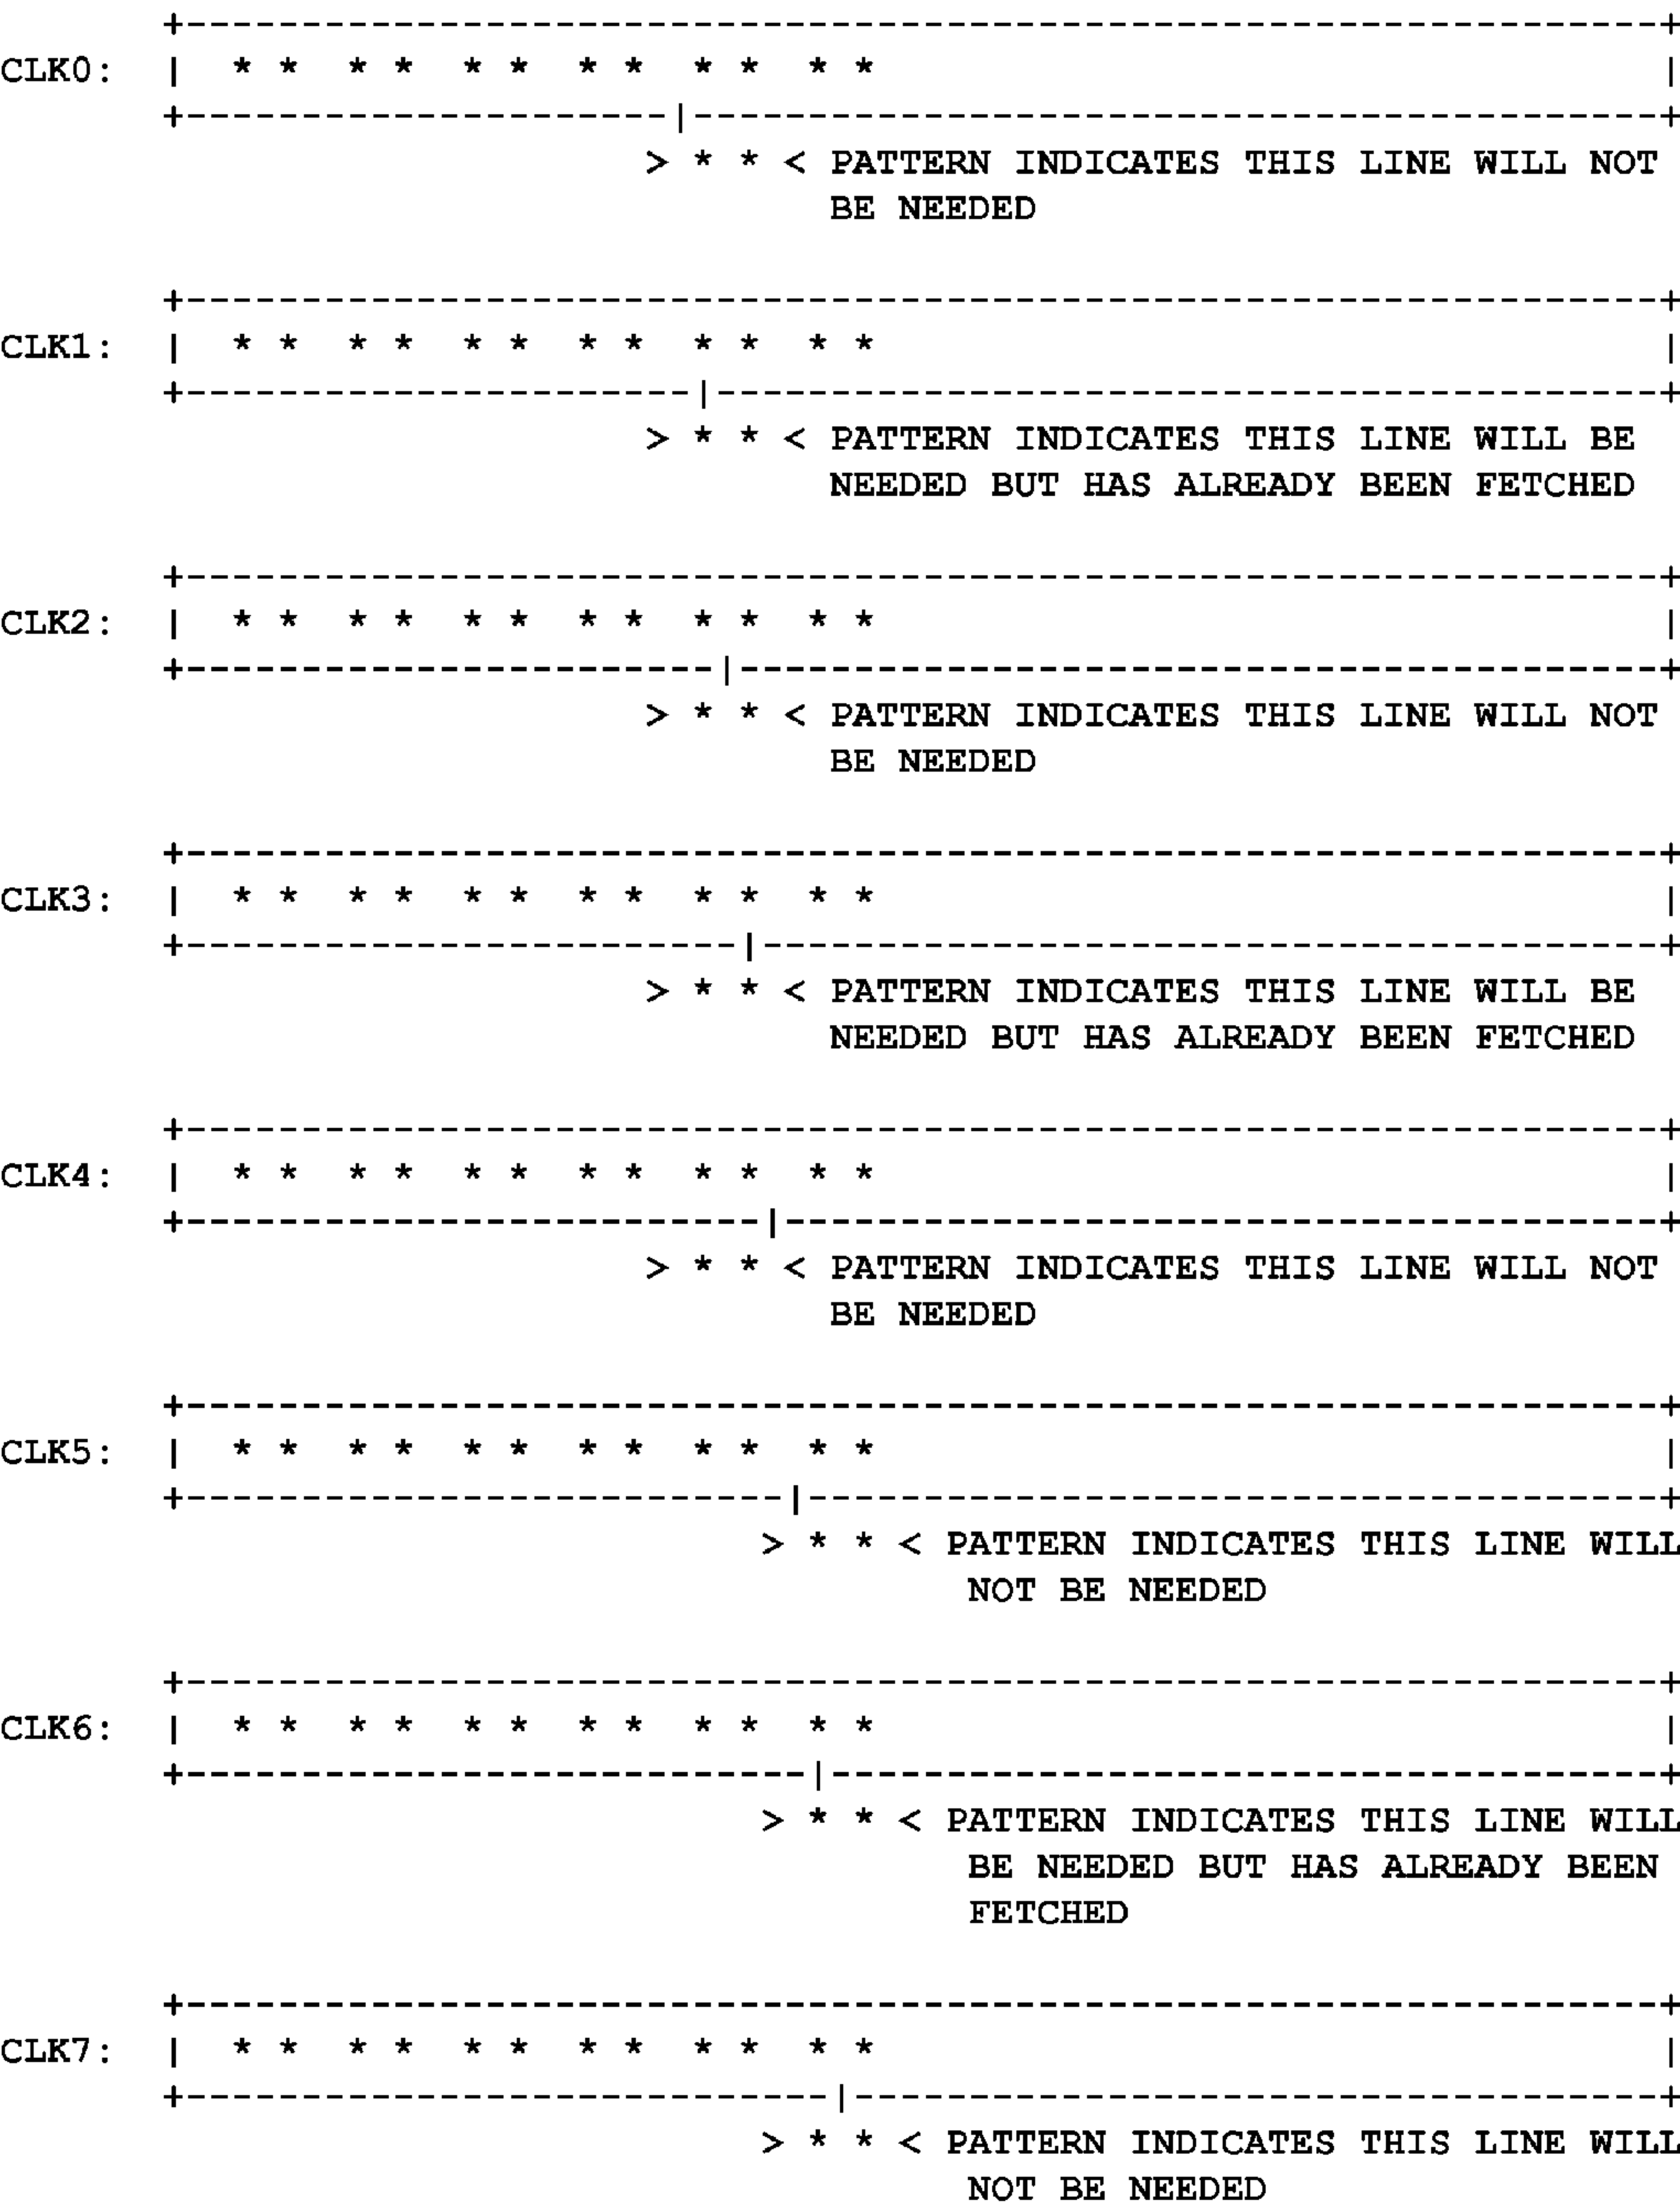 +----------------------------------------------------------------+
CLK0:  |  * *  * *  * *  * *  * *  * *                                  |
       +---------------------|------------------------------------------+
                            > * * < PATTERN INDICATES THIS LINE WILL NOT
                                    BE NEEDED
       +----------------------------------------------------------------+
CLK1:  |  * *  * *  * *  * *  * *  * *                                  |
       +----------------------|-----------------------------------------+
                            > * * < PATTERN INDICATES THIS LINE WILL BE
                                    NEEDED BUT HAS ALREADY BEEN FETCHED
       +----------------------------------------------------------------+
CLK2:  |  * *  * *  * *  * *  * *  * *                                  |
       +-----------------------|----------------------------------------+
                            > * * < PATTERN INDICATES THIS LINE WILL NOT
                                    BE NEEDED
       +----------------------------------------------------------------+
CLK3:  |  * *  * *  * *  * *  * *  * *                                  |
       +------------------------|---------------------------------------+
                            > * * < PATTERN INDICATES THIS LINE WILL BE
                                    NEEDED BUT HAS ALREADY BEEN FETCHED
       +----------------------------------------------------------------+
CLK4:  |  * *  * *  * *  * *  * *  * *                                  |
       +-------------------------|--------------------------------------+
                            > * * < PATTERN INDICATES THIS LINE WILL NOT
                                    BE NEEDED
       +----------------------------------------------------------------+
CLK5:  |  * *  * *  * *  * *  * *  * *                                  |
       +--------------------------|-------------------------------------+
                                 > * * < PATTERN INDICATES THIS LINE WILL
                                          NOT BE NEEDED
       +----------------------------------------------------------------+
CLK6:  |  * *  * *  * *  * *  * *  * *                                  |
       +---------------------------|------------------------------------+
                                 > * * < PATTERN INDICATES THIS LINE WILL
                                          BE NEEDED BUT HAS ALREADY BEEN
                                          FETCHED
       +----------------------------------------------------------------+
CLK7:  |  * *  * *  * *  * *  * *  * *                                  |
       +----------------------------|-----------------------------------+
                                 > * * < PATTERN INDICATES THIS LINE WILL
                                          NOT BE NEEDED